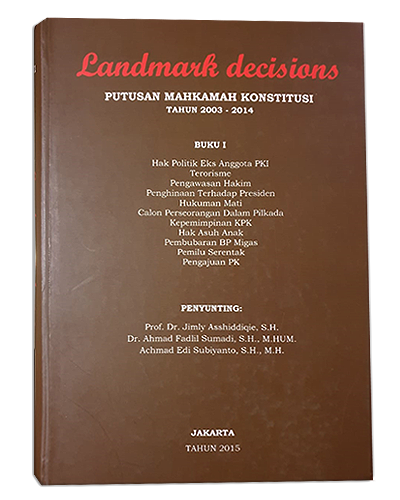 Landmark decisions
PUTUSAN MAHKAMAH KONSTITUSI
TAHUN 2003 - 2014
BUKU I
Hak Politik Eks Anggota PKI
Terorisme
Pengawasan Hakim
Penghinaan Terhadap Presiden
Hukuman Mati
Calon Perseorangan Dalam Pilkada
Kepemimpinan KPK
Hak Asuh Anak
Pembubaran BP Migas
Pemilu Serentak
Pengajuan PK
PENYUNTING:
Prof. Dr. Jimly Asshiddiqie, S.H.
Dr. Ahmad Fadlil Sumadi, S.H., M.HUM.
Achmad Edi Subiyanto, S.H., M.H.
JAKARTA
TAHUN 2015